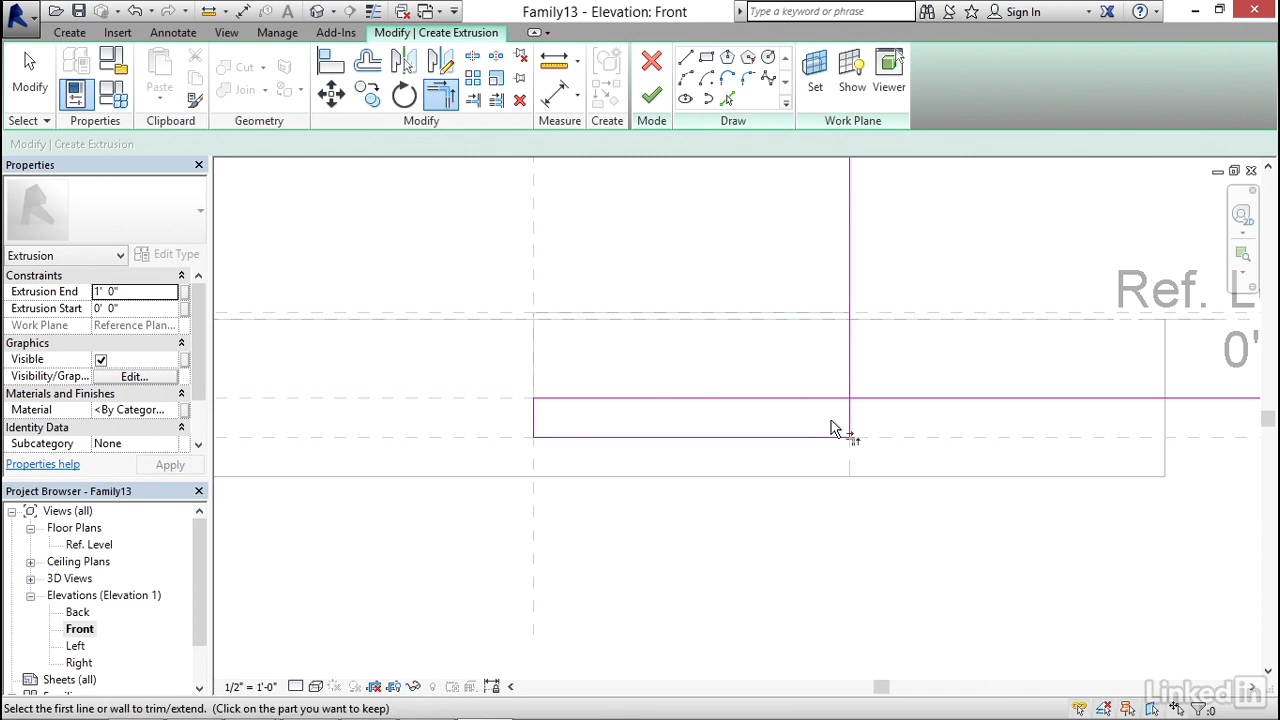 Family13 - Elevation: Front
Type a keyword or phrase
Sign In
Create
Insert
Annotate
View
Manage
Add-Ins
Modify | Create Extrusion
Modify
Paste
Cut
Join
Set
Show
Viewer
Select
Properties
Clipboard
Geometry
Modify
Measure
Create
Mode
Draw
Work Plane
Modify | Create Extrusion
Properties
Extrusion
Edit Type
Constraints
Extrusion End
1' 0"
Extrusion Start
0' 0"
Work Plane
Reference Plan...
Graphics
Visible
Visibility/Grap...
Edit...
Materials and Finishes
Material
<By Categor...
Identity Data
Subcategory
None
Properties help
Apply
Project Browser - Family13
Views (all)
Floor Plans
Ref. Level
Ceiling Plans
3D Views
Elevations (Elevation 1)
Back
Front
Left
Right
Sheets (all)
Ref. L
0'
2D
1/2" = 1'-0"
Select the first line or wall to trim/extend. (Click on the part you want to keep)
:0
Linked in